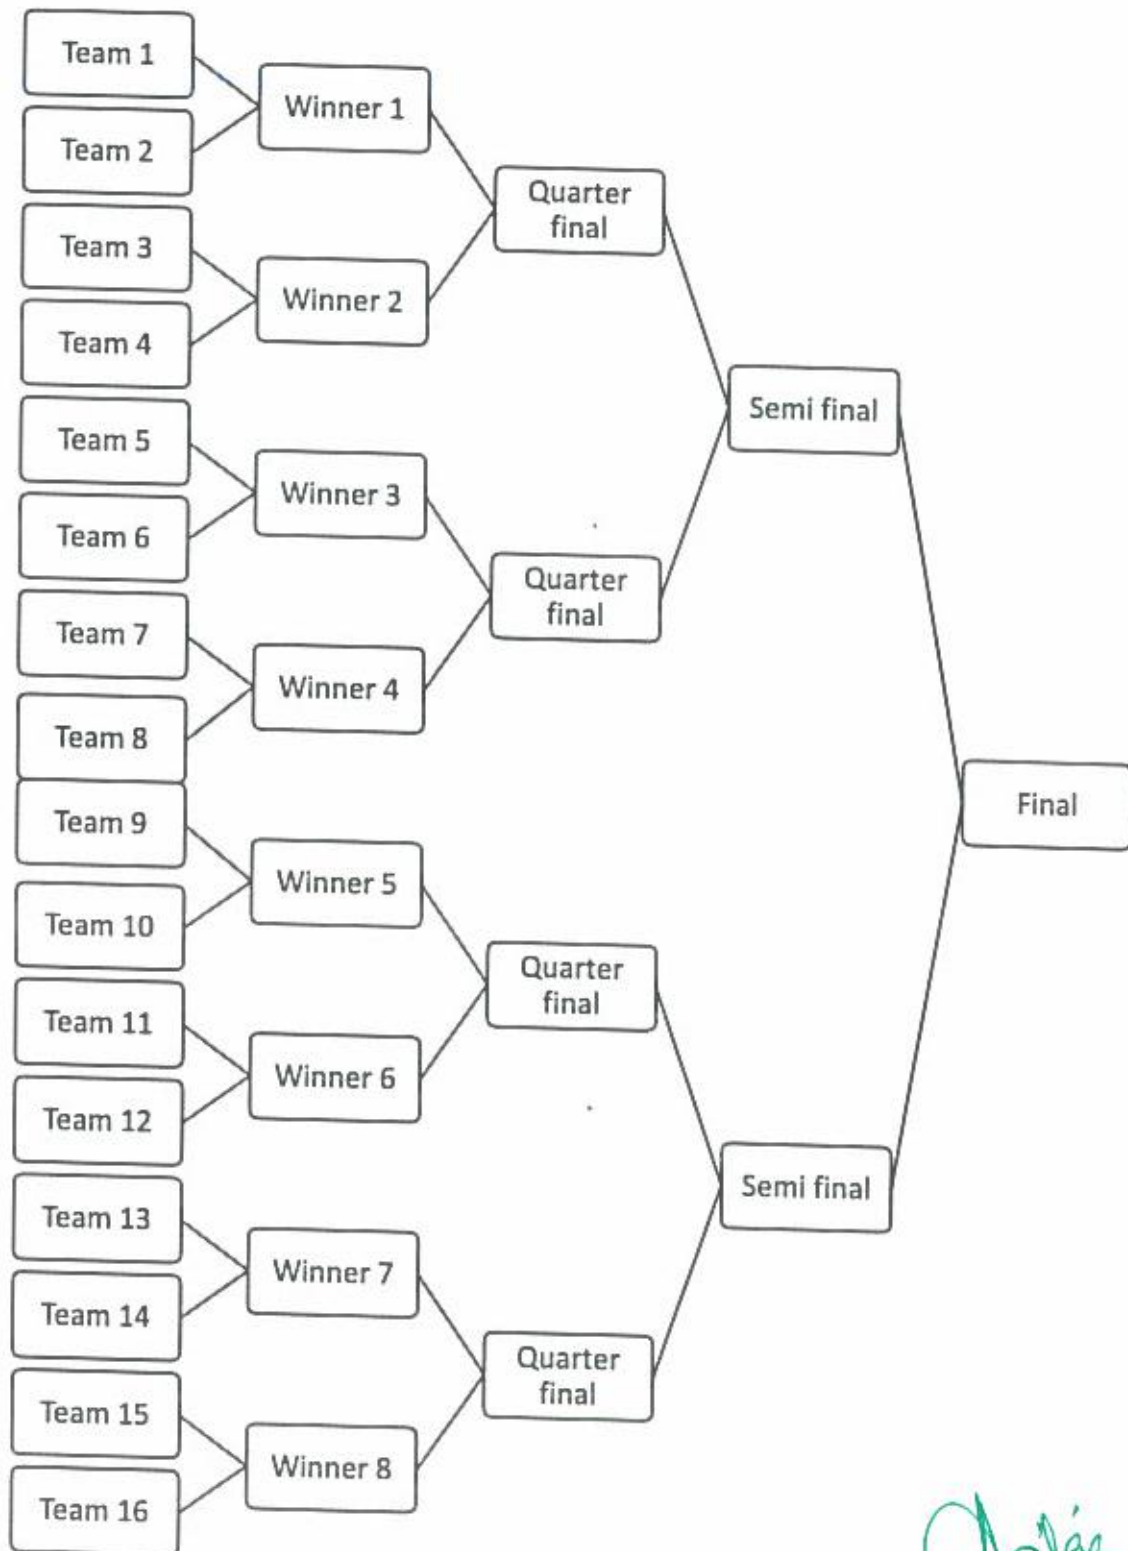 Team 1
Team 2
Team 3
Team 4
Team 5
Team 6
Team 7
Team 8
Team 9
Team 10
Team 11
Team 12
Team 13
Team 14
Team 15
Team 16
Winner 1
Winner 2
Winner 3
Winner 4
Winner 5
Winner 6
Winner 7
Winner 8
Quarter
final
Quarter
final
Quarter
final
Quarter
final
Semi final
Semi final
Final